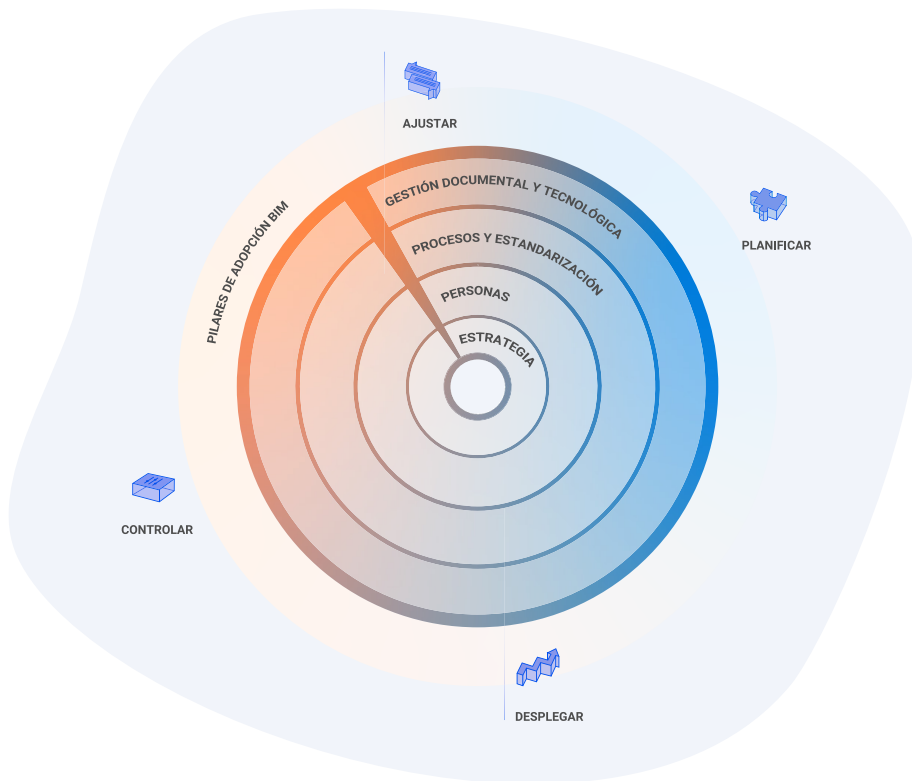 AJUSTAR
GESTIÓN DOCUMENTAL Y TECNOLÓGICA
PILARES DE ADOPCIÓN BIM
PROCESOS Y ESTANDARIZACIÓN
PLANIFICAR
PERSONAS
ESTRATEGIA
CONTROLAR
DESPLEGAR